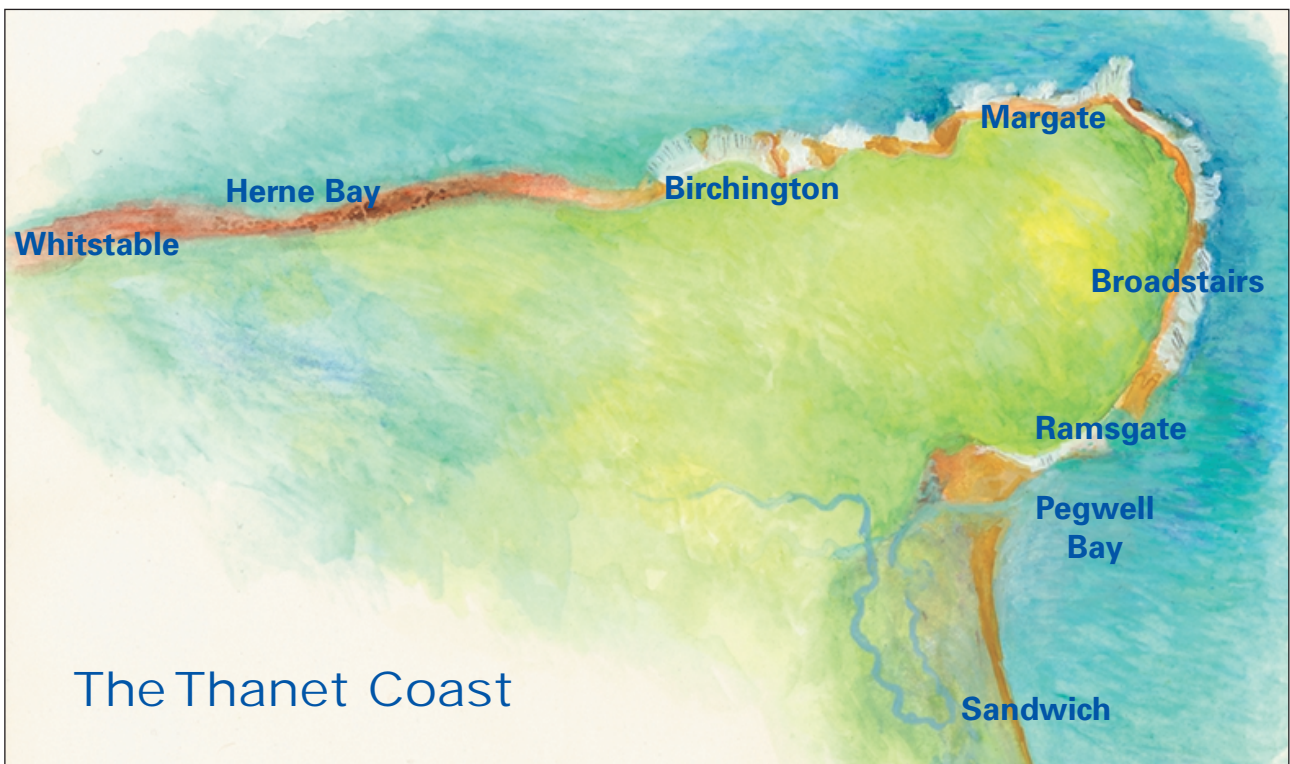 Margate
Herne Bay
Birchington
Whitstable
Broadstairs
Ramsgate
Pegwell
Bay
The Thanet Coast
Sandwich